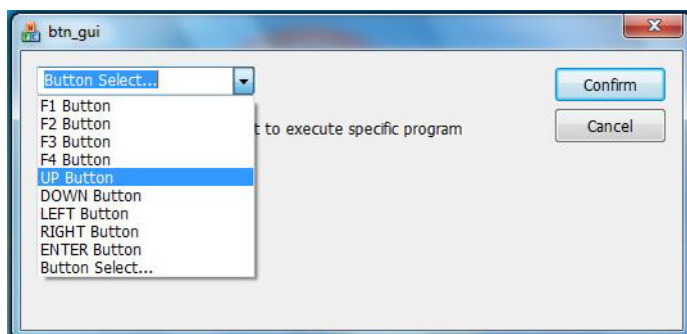 btn_gui
Button Select...
Confirm
F1 Button
F2 Button
F3 Button
t to execute specific program
Cancel
F4 Button
UP Button
DOWN Button
LEFT Button
RIGHT Button
ENTER Button
Button Select...